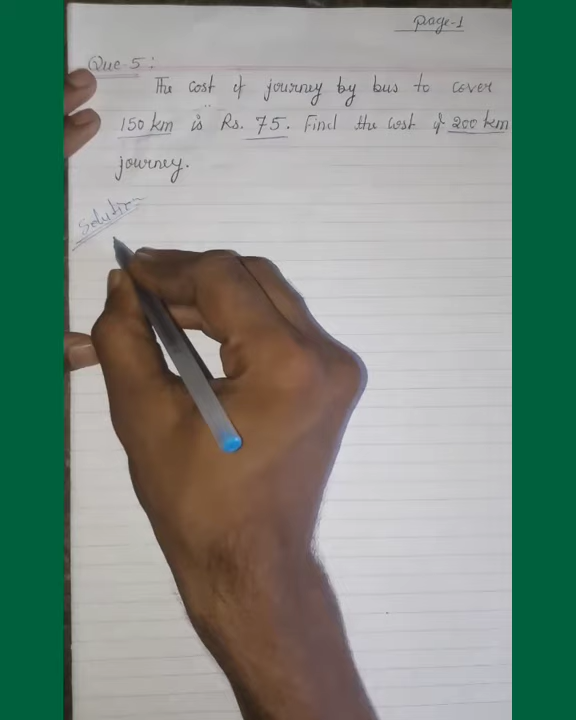 Page-1
Que-5:
The cost of journey by bus to cover
150 km is Rs. 75. Find the cost of 200 km
journey.
Solution